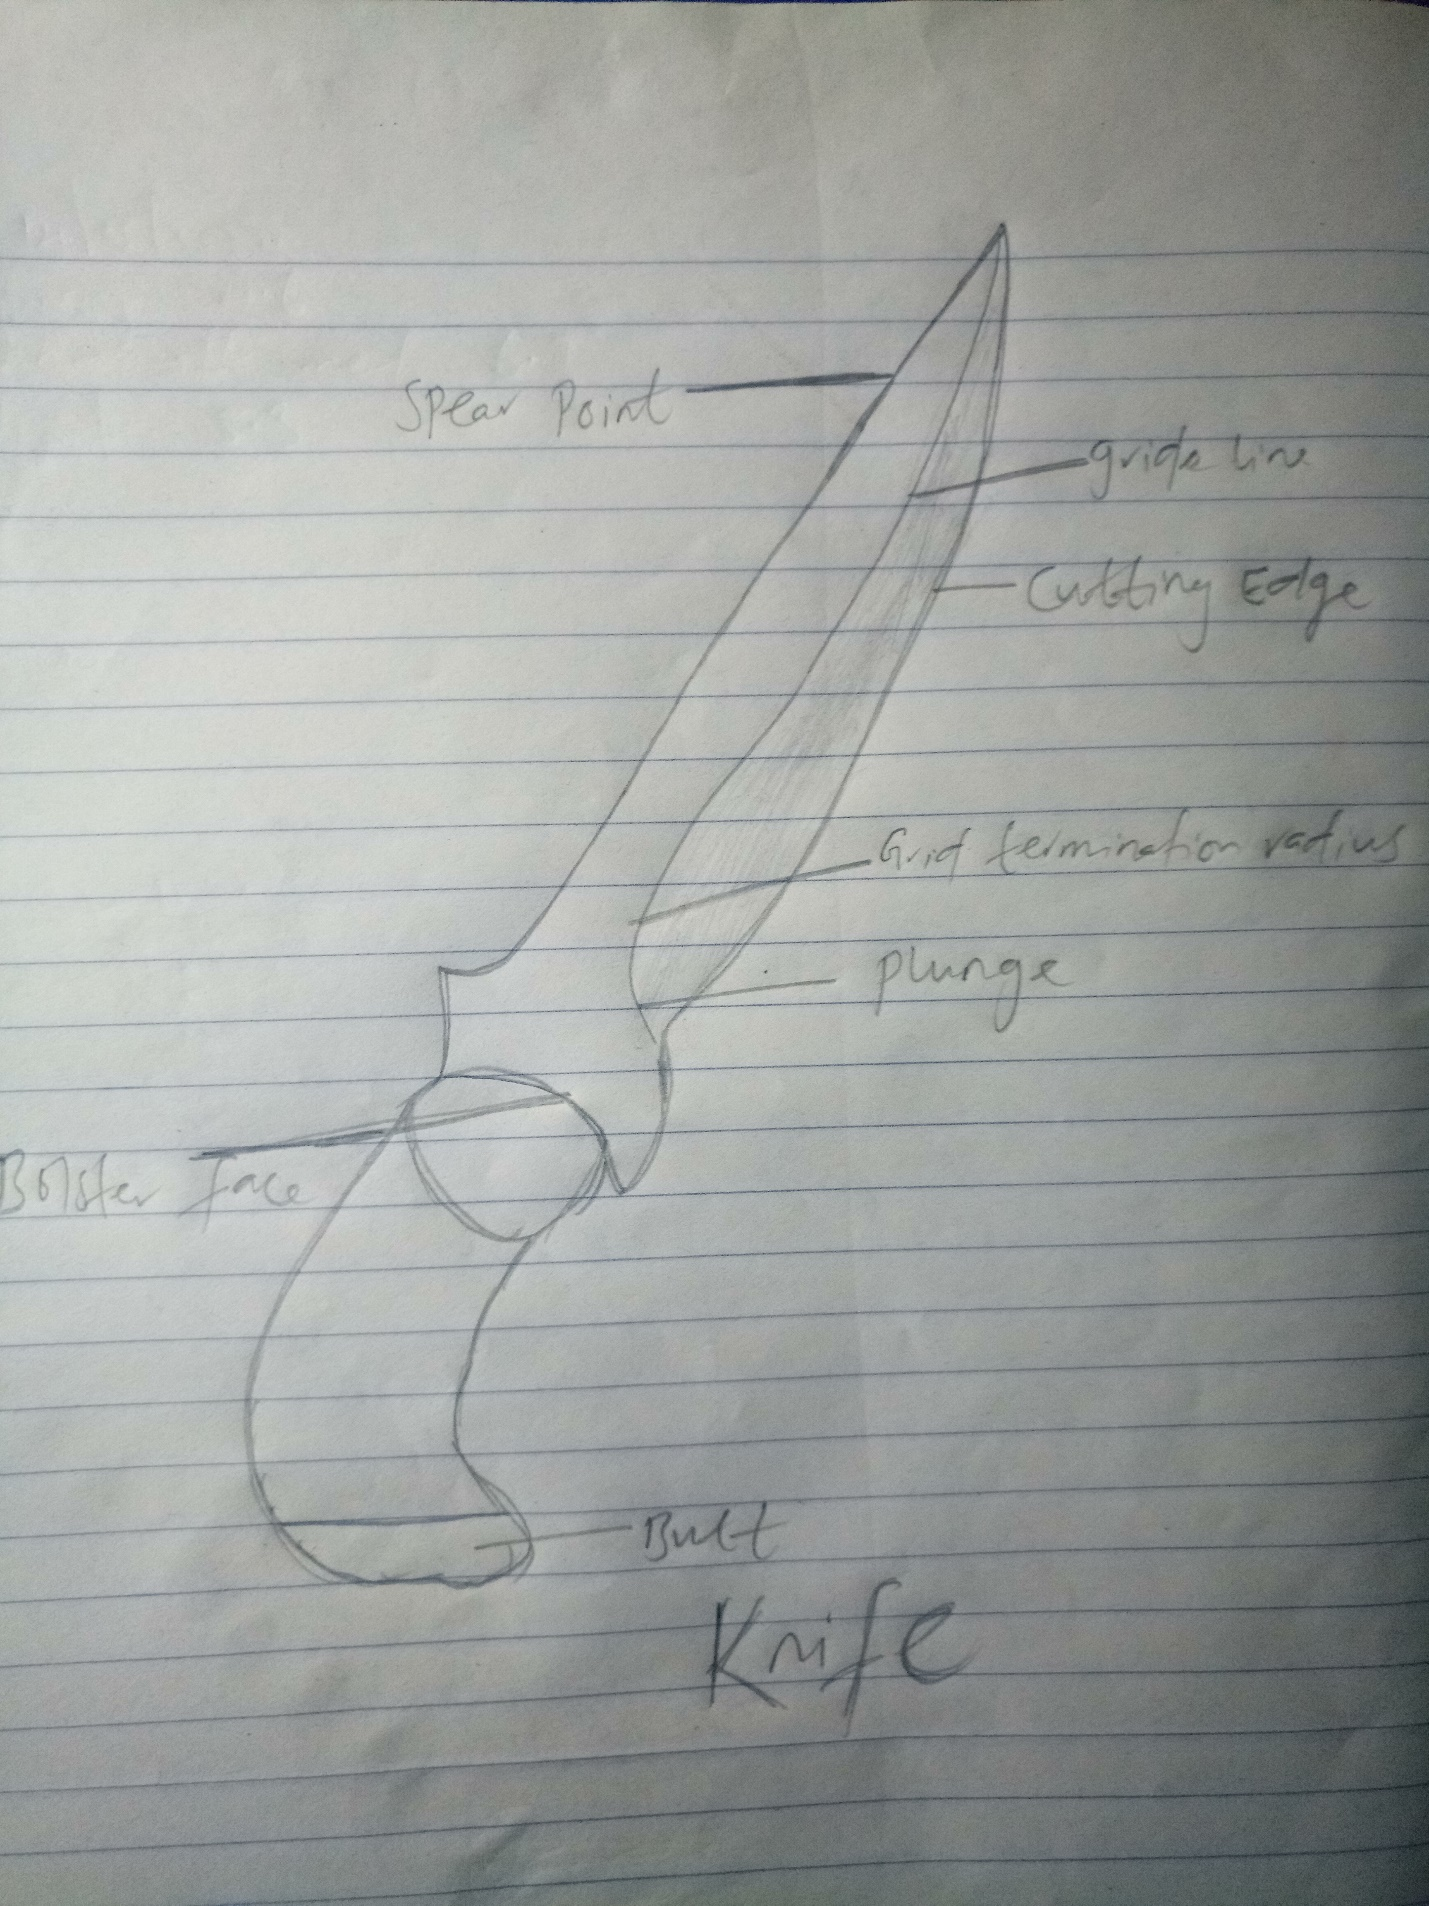 Spear Point
gride line
Cutting Edge
Grid termination radius
plunge
Bolster face
Butt
Knife